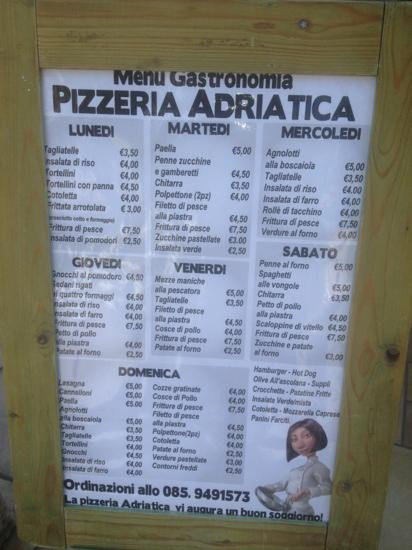 Menù Gastronomia
PIZZERIA ADRIATICA
LUNEDI
Tagliatelle €3,50
Insalata di riso €4,00
Tortellini €4,00
Tortellini con panna €4,50
Cotoletta €4,00
Frittata arrotolata €3,00
(prosciutto cotto e formaggio)
Frittura di pesce €7,50
Insalata di pomodori €2,50
MARTEDI
Paella €5,00
Penne zucchine
e gamberetti €4,50
Chitarra €3,50
Polpettone (2pz) €4,00
Filetto di pesce
alla piastra €4,50
Frittura di pesce €7,50
Zucchine pastellate €3,00
Insalata verde €2,50
MERCOLEDI
Agnolotti
alla boscaiola €5,00
Tagliatelle €3,50
Insalata di riso €4,00
Insalata di farro €4,00
Rollè di tacchino €4,00
Frittura di pesce €7,50
Verdure al forno €4,00
GIOVEDI
Gnocchi al pomodoro €4,50
Sedani rigati
ai quattro formaggi €4,50
Insalata di riso €4,00
Insalata di farro €4,00
Frittura di pesce €7,50
Petto di pollo
alla piastra €4,00
Patate al forno €2,50
VENERDI
Mezze maniche
alla pescatora €5,00
Tagliatelle €3,50
Filetto di pesce
alla piastra €4,50
Cosce di pollo €4,00
Frittura di pesce €7,50
Patate al forno €2,50
SABATO
Penne al forno €5,00
Spaghetti
alle vongole €5,00
Chitarra €3,50
Petto di pollo
alla piastra €4,00
Scaloppine di vitello €4,50
Frittura di pesce €7,50
Zucchine e patate
al forno €3,00
DOMENICA
Lasagna €5,00
Cannelloni €5,00
Paella €5,00
Agnolotti
alla boscaiola €5,00
Chitarra €3,50
Tagliatelle €3,50
Tortellini €4,00
Gnocchi €4,50
Insalata di riso €4,00
Insalata di farro €4,00
Cozze gratinate €4,00
Cosce di Pollo €4,00
Frittura di pesce €7,50
Filetto di pesce
alla piastra €4,50
Polpettone(2pz) €4,00
Cotoletta €4,00
Patate al forno €2,50
Verdure pastellate €3,00
Contorni freddi €2,50
Hamburger - Hot Dog
Olive All'ascolana - Supplì
Crocchette - Patatine Fritte
Insalata Verde/mista
Cotoletta - Mozzarella Caprese
Panini Farciti.
Ordinazioni allo 085. 9491573
La pizzeria Adriatica vi augura un buon soggiorno!